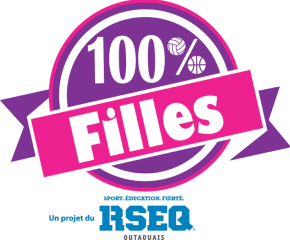 100%
Filles
SPORT. ÉDUCATION. FIERTÉ.
Un projet du RSEQ
OUTAOUAIS